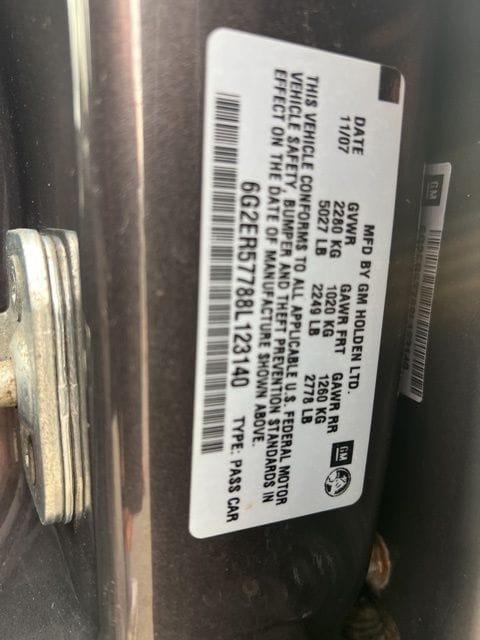 MFD BY GM HOLDEN LTD.
DATE GVWR GAWR FRT GAWR RR
11/07 2280 KG 1020 KG 1260 KG
5027 LB 2249 LB 2778 LB
GM
THIS VEHICLE CONFORMS TO ALL APPLICABLE U.S. FEDERAL MOTOR
VEHICLE SAFETY, BUMPER AND THEFT PREVENTION STANDARDS IN
EFFECT ON THE DATE OF MANUFACTURE SHOWN ABOVE.
6G2ER57788L123140 TYPE: PASS CAR
GM